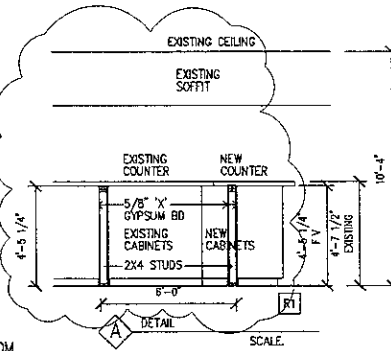 EXISTING CEILING
EXISTING
SOFFIT
10'-4"
EXISTING
COUNTER
NEW
COUNTER
5/8" 'X'
GYPSUM BD
EXISTING
CABINETS
NEW
CABINETS
2X4 STUDS
4'-5 1/4"
4'-5 1/4"
F V
4'-7 1/2"
EXISTING
6'-0"
R1
A
DETAIL
SCALE.
OM